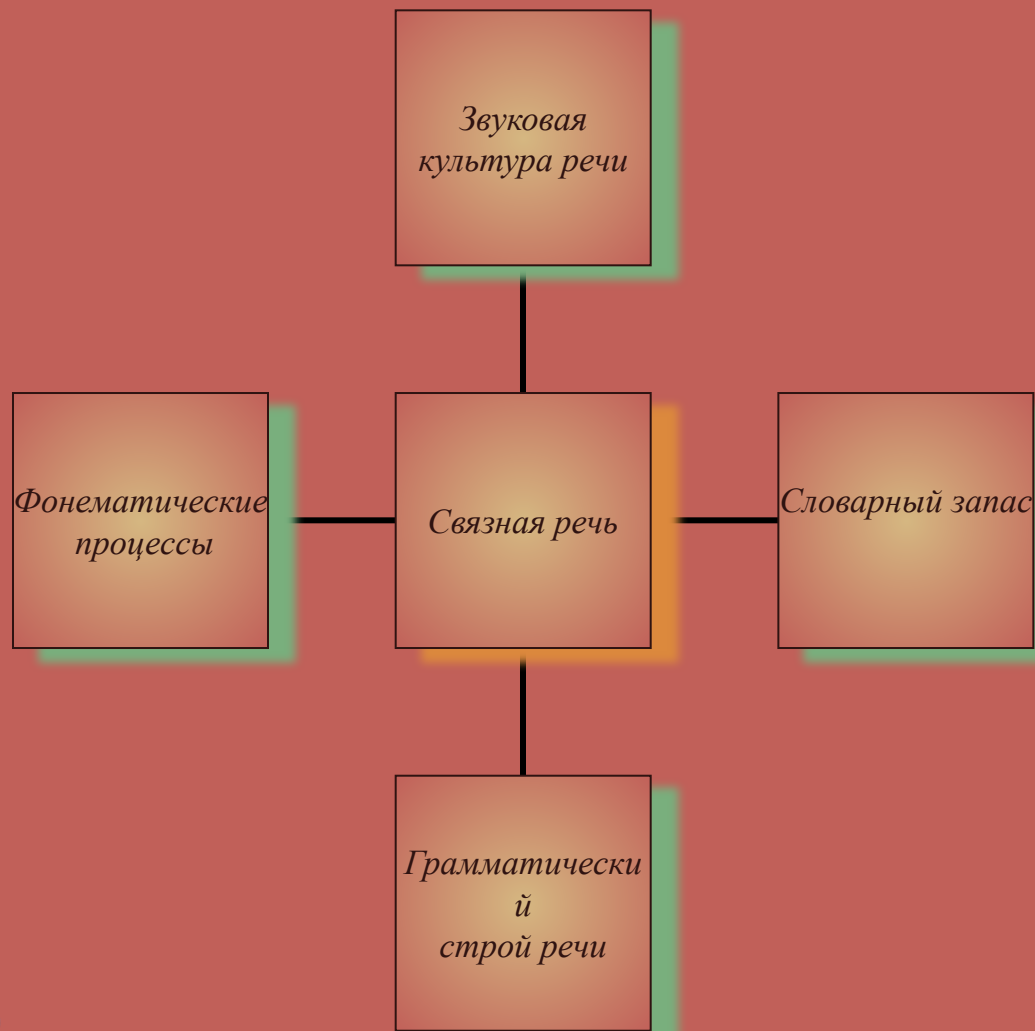 Звуковая
культура речи
Фонематические
процессы
Связная речь
Словарный запас
Грамматически
й
строй речи